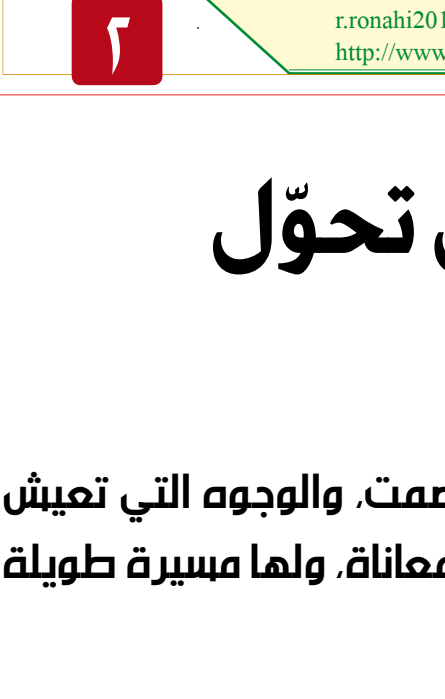 ٢
r.ronahi201
http://www
تحوّل
صمت، والوجوه التي تعيش
معاناة، ولها مسيرة طويلة